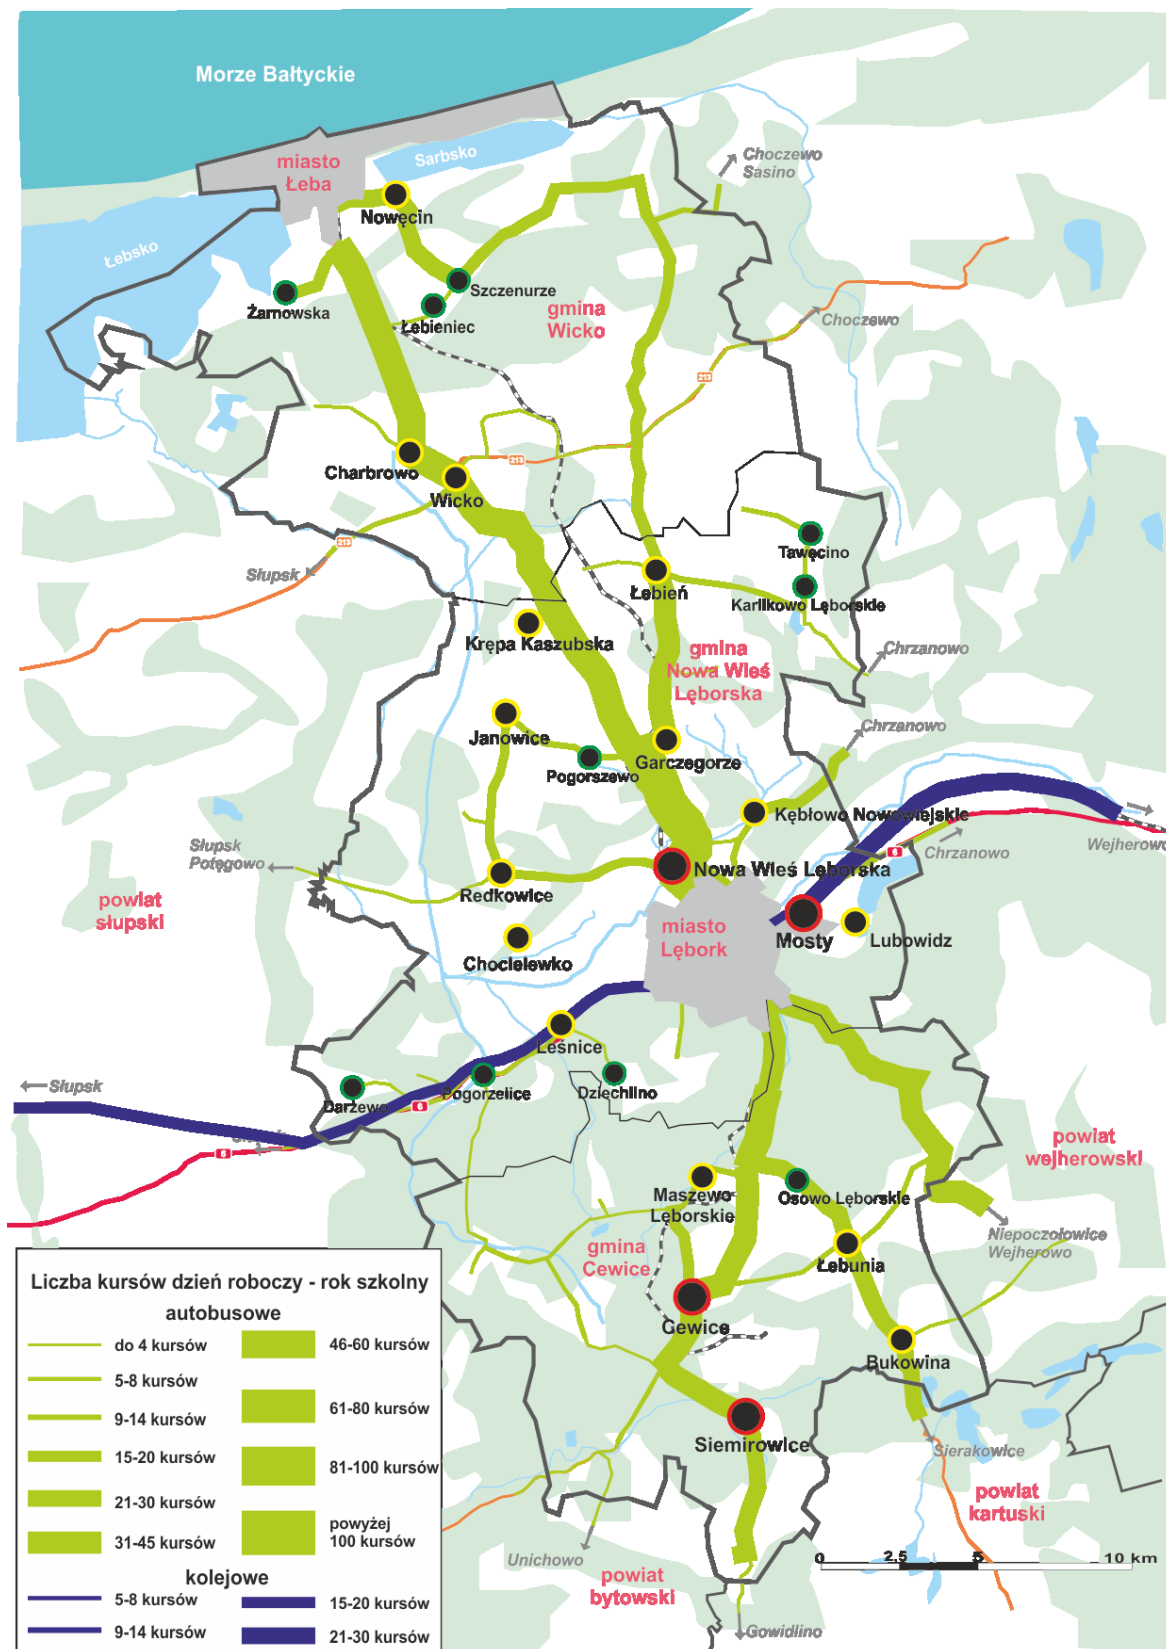 Morze Bałtyckie
miasto
Łeba
Sarbsko
Choczewo
Sasino
Nowęcin
Łebsko
Szczenurze
Żarnowska
Łebieniec
gmina
Wicko
Choczewo
213
Charbrowo
213
Wicko
213
Słupsk
Tawęcino
Łebień
Karlikowo Lęborskie
Krępa Kaszubska
gmina
Nowa Wieś
Lęborska
Chrzanowo
Janowice
Chrzanowo
Pogorszewo
Garczegorze
Kębłowo Nowowiejskie
Słupsk
Potęgowo
Chrzanowo
6
Wejherowo
Nowa Wieś Lęborska
Redkowice
powiat
słupski
miasto
Lębork
Mosty
Lubowidz
Chocielewko
Leśnice
Słupsk
Darżewo
Pogorzelice
Dziechlino
6
6
powiat
wejherowski
Maszewo
Lęborskie
Osowo Lęborskie
Niepoczołowice
Wejherowo
gmina
Cewice
Łebunia
Cewice
Bukowina
Siemirowice
Sierakowice
powiat
kartuski
Unichowo
powiat
bytowski
Gowidlino
0 2,5 5 10 km
Liczba kursów dzień roboczy - rok szkolny
autobusowe
do 4 kursów
5-8 kursów
9-14 kursów
15-20 kursów
21-30 kursów
31-45 kursów
46-60 kursów
61-80 kursów
81-100 kursów
powyżej
100 kursów
kolejowe
5-8 kursów
9-14 kursów
15-20 kursów
21-30 kursów